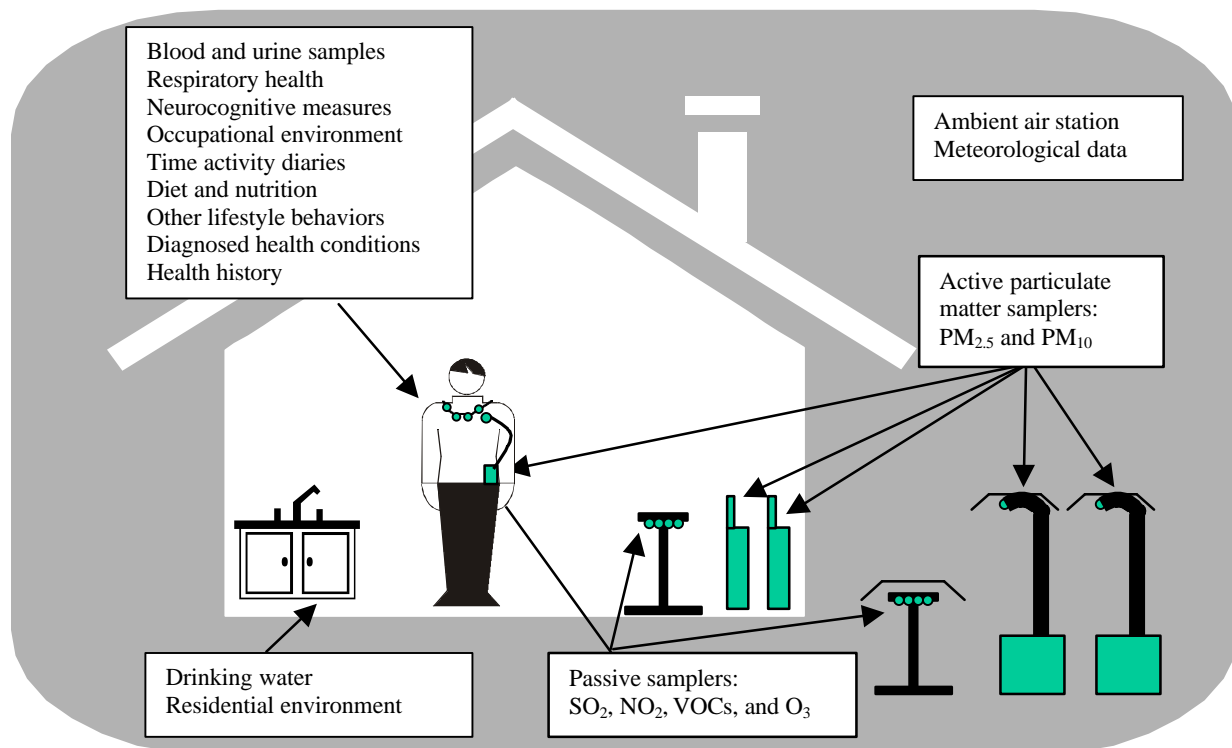 Blood and urine samples
Respiratory health
Neurocognitive measures
Occupational environment
Time activity diaries
Diet and nutrition
Other lifestyle behaviors
Diagnosed health conditions
Health history
Ambient air station
Meteorological data
Active particulate
matter samplers:
PM₂.₅ and PM₁₀
Drinking water
Residential environment
Passive samplers:
SO₂, NO₂, VOCs, and O₃